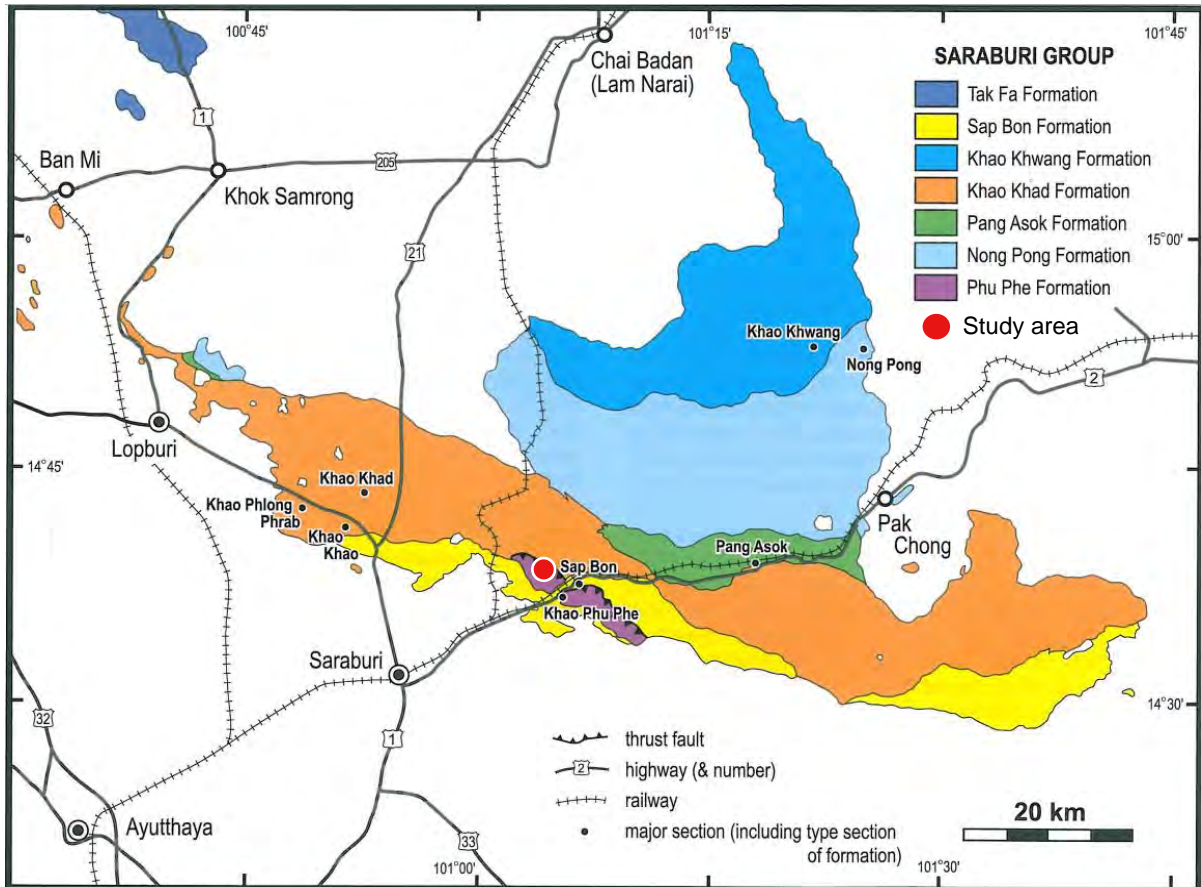 100°45'
101°15'
101°45'
Chai Badan
(Lam Narai)
SARABURI GROUP
Tak Fa Formation
Sap Bon Formation
Khao Khwang Formation
Khao Khad Formation
Pang Asok Formation
Nong Pong Formation
Phu Phe Formation
Study area
1
Ban Mi
205
Khok Samrong
21
15°00'
Khao Khwang
Nong Pong
2
Lopburi
14°45'
Khao Khad
Khao Phlong
Phrab
Khao
Khao
Pak
Chong
Pang Asok
Sap Bon
Khao Phu Phe
Saraburi
14°30'
32
1
thrust fault
2
highway (& number)
railway
major section (including type section
of formation)
20 km
Ayutthaya
33
101°00'
101°30'